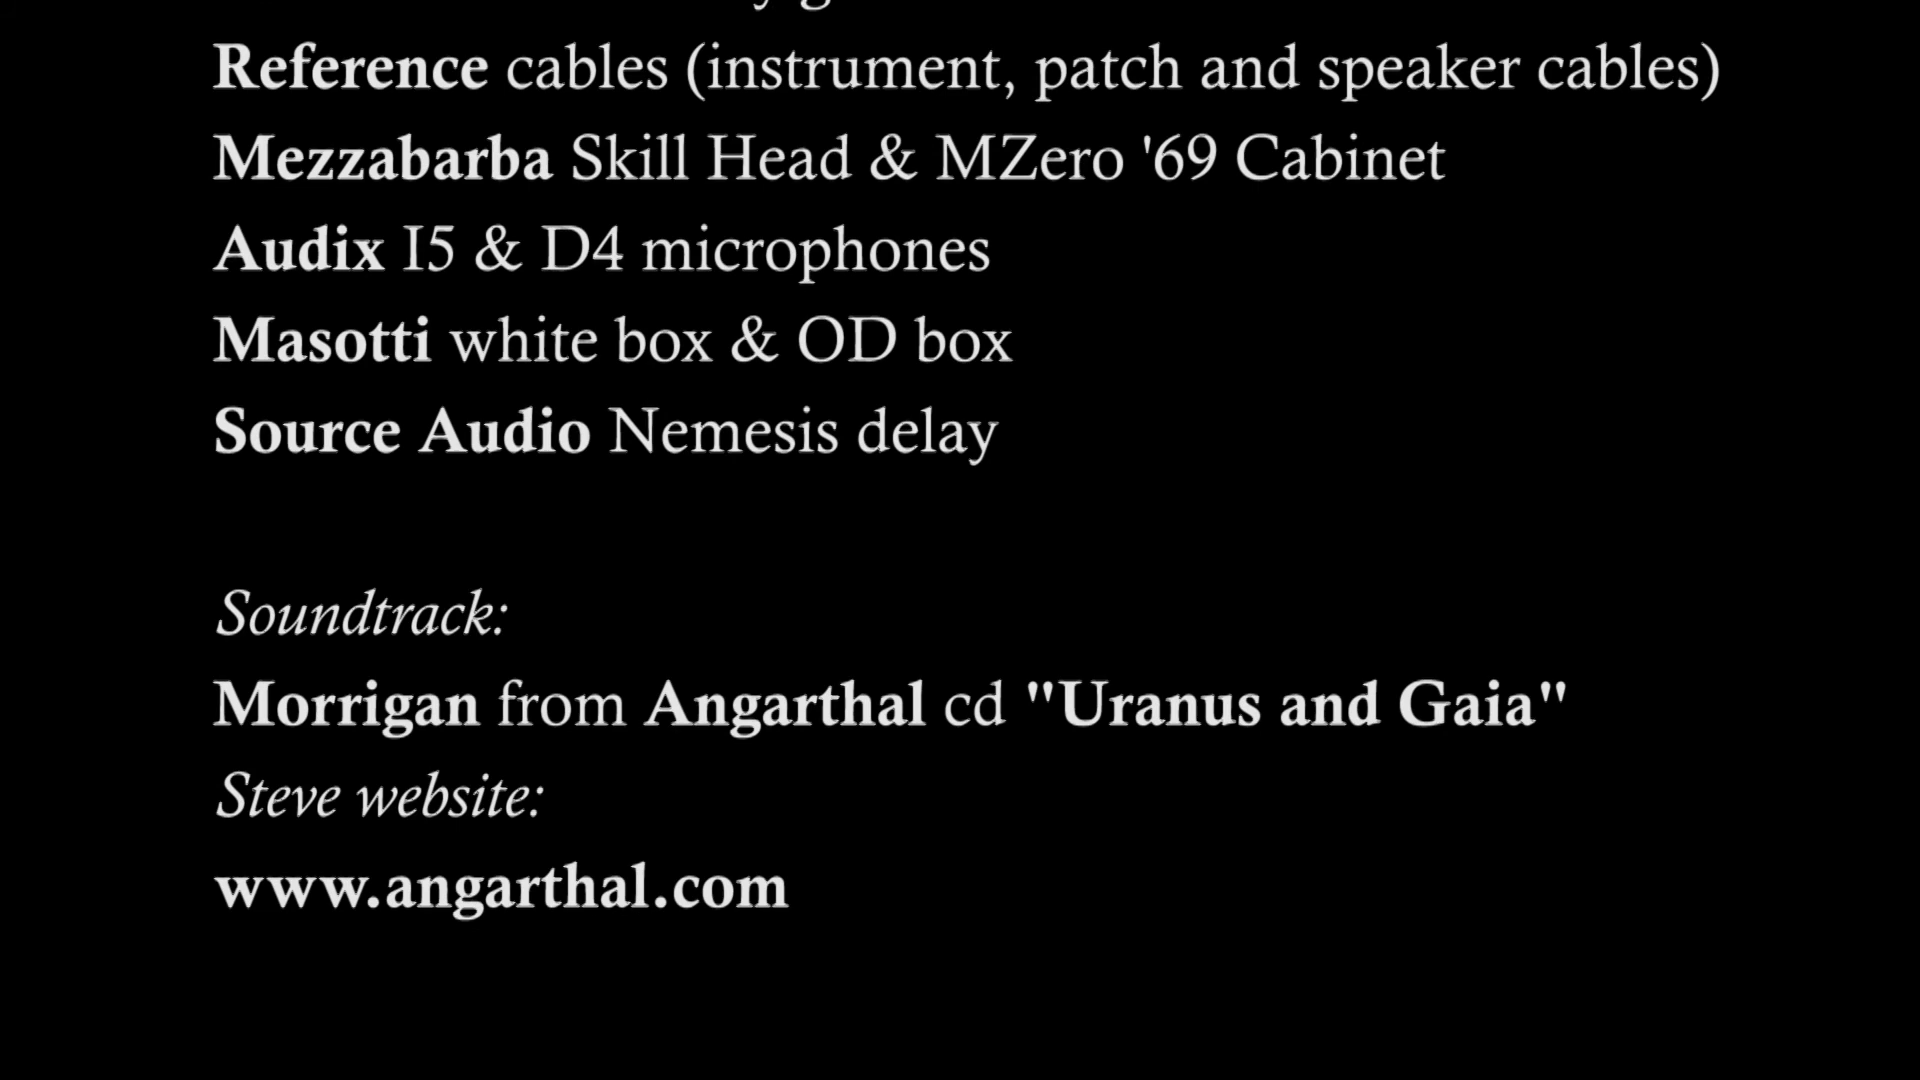 Reference cables (instrument, patch and speaker cables)
Mezzabarba Skill Head & MZero '69 Cabinet
Audix I5 & D4 microphones
Masotti white box & OD box
Source Audio Nemesis delay
Soundtrack:
Morrigan from Angarthal cd "Uranus and Gaia"
Steve website:
www.angarthal.com